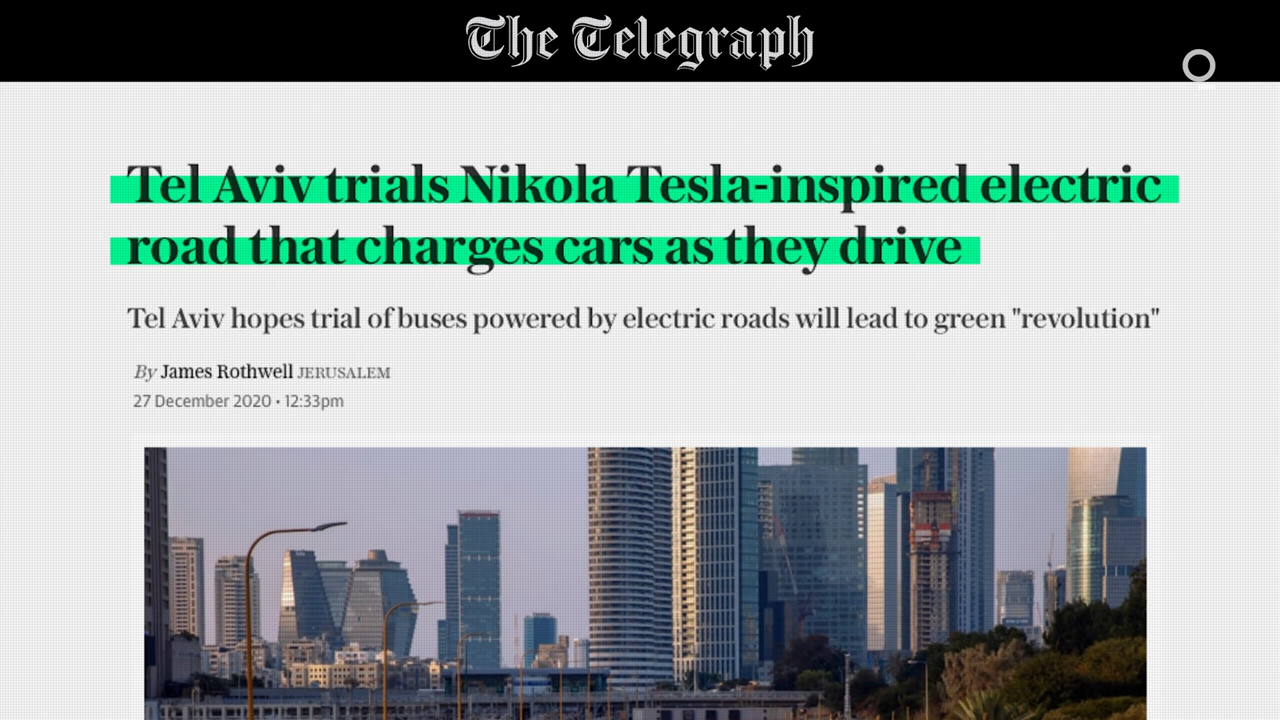 The Telegraph
Tel Aviv trials Nikola Tesla-inspired electric
road that charges cars as they drive
Tel Aviv hopes trial of buses powered by electric roads will lead to green "revolution"
By James Rothwell JERUSALEM
27 December 2020 • 12:33pm